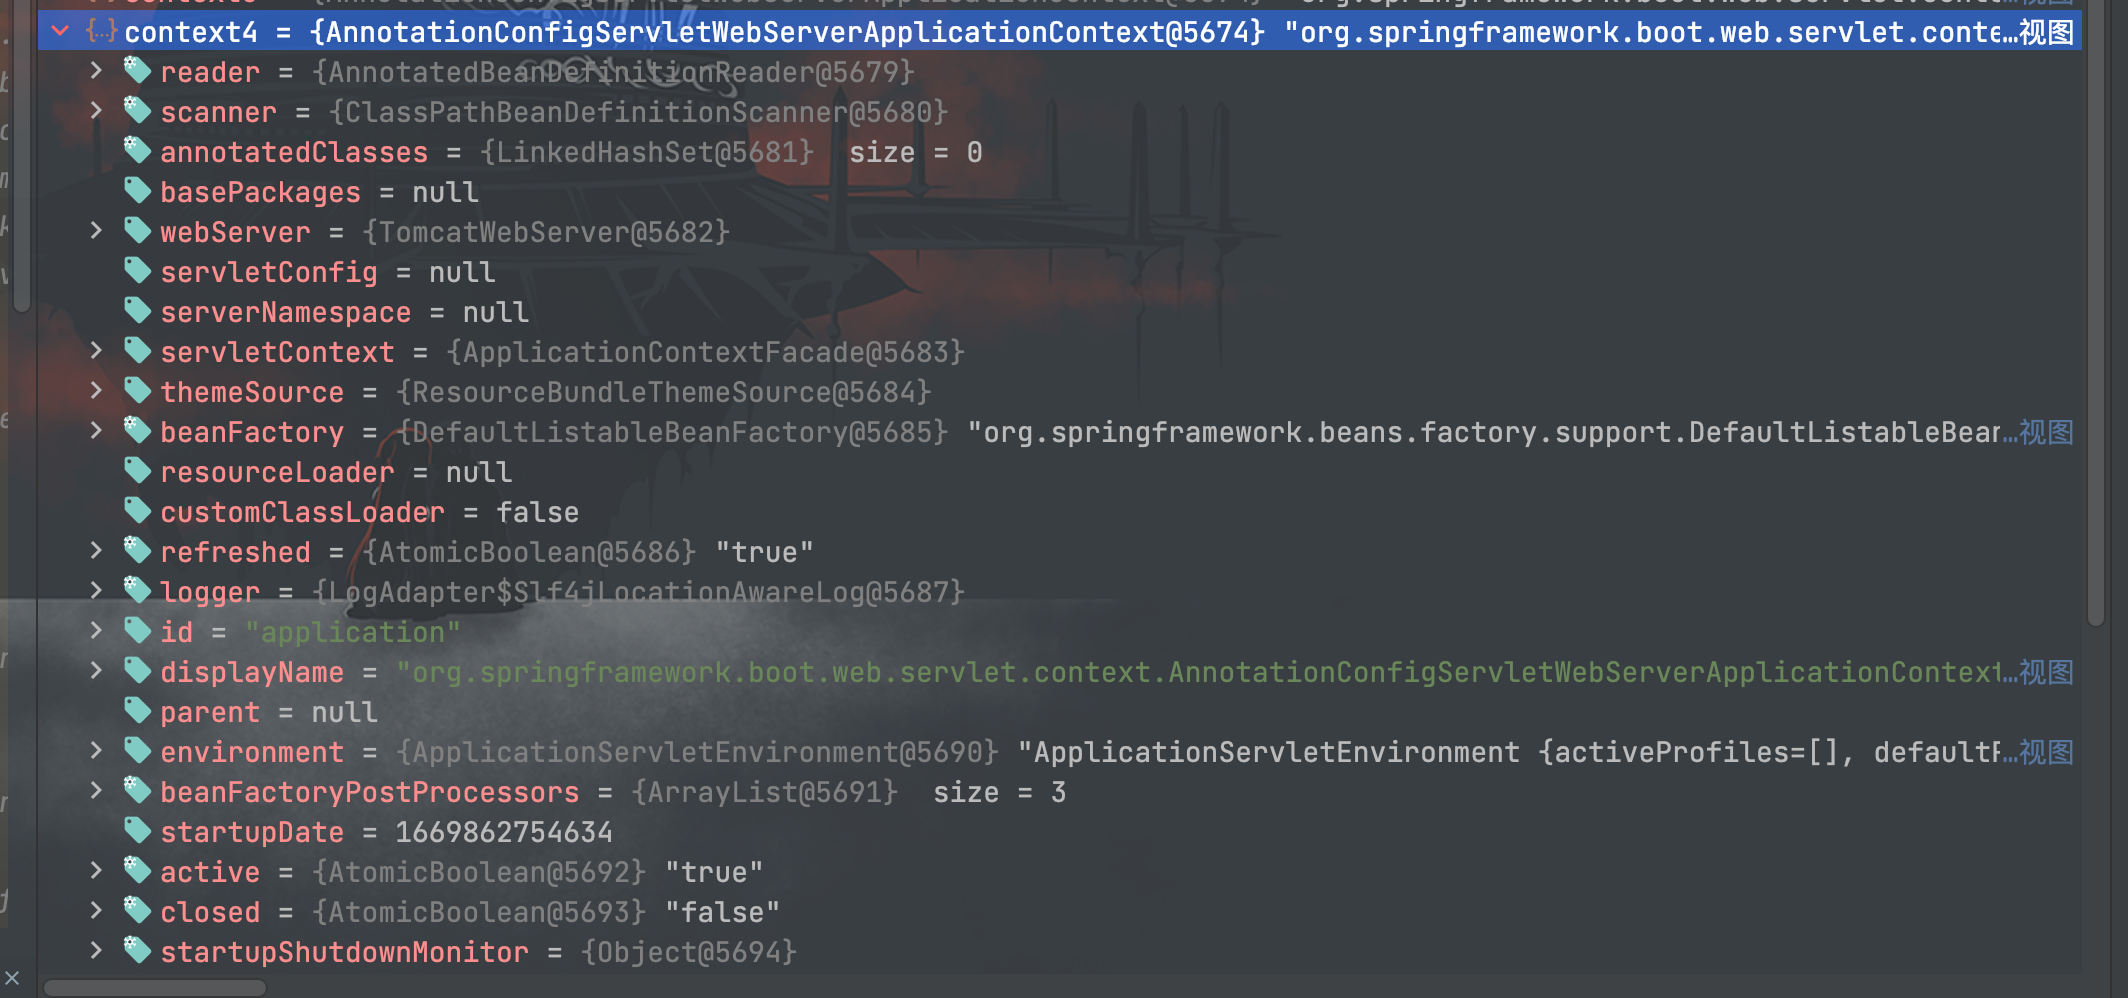 context4 = {AnnotationConfigServletWebServerApplicationContext@5674} "org.springframework.boot.web.servlet.conte...视图
reader = {AnnotatedBeanDefinitionReader@5679}
scanner = {ClassPathBeanDefinitionScanner@5680}
annotatedClasses = {LinkedHashSet@5681} size = 0
basePackages = null
webServer = {TomcatWebServer@5682}
servletConfig = null
serverNamespace = null
servletContext = {ApplicationContextFacade@5683}
themeSource = {ResourceBundleThemeSource@5684}
beanFactory = {DefaultListableBeanFactory@5685} "org.springframework.beans.factory.support.DefaultListableBean...视图
resourceLoader = null
customClassLoader = false
refreshed = {AtomicBoolean@5686} "true"
logger = {LogAdapter$Slf4jLocationAwareLog@5687}
id = "application"
displayName = "org.springframework.boot.web.servlet.context.AnnotationConfigServletWebServerApplicationContext...视图
parent = null
environment = {ApplicationServletEnvironment@5690} "ApplicationServletEnvironment {activeProfiles=[], defaultP...视图
beanFactoryPostProcessors = {ArrayList@5691} size = 3
startupDate = 1669862754634
active = {AtomicBoolean@5692} "true"
closed = {AtomicBoolean@5693} "false"
startupShutdownMonitor = {Object@5694}